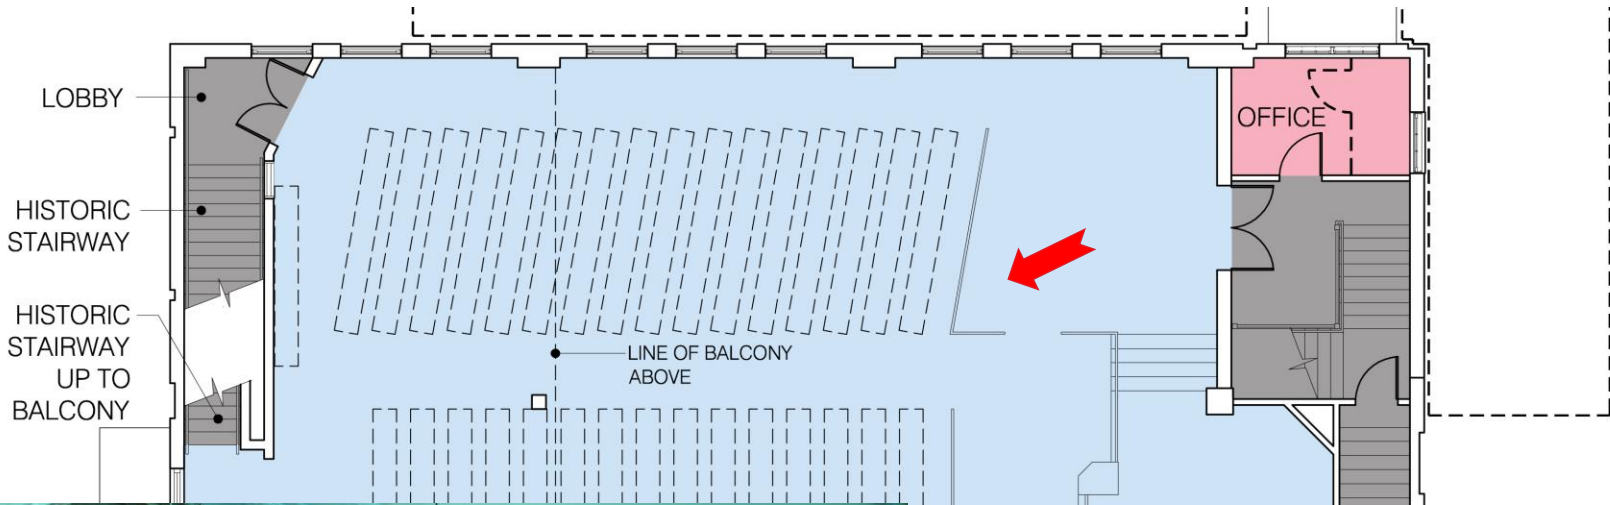 LOBBY
HISTORIC
STAIRWAY
HISTORIC
STAIRWAY
UP TO
BALCONY
LINE OF BALCONY
ABOVE
OFFICE